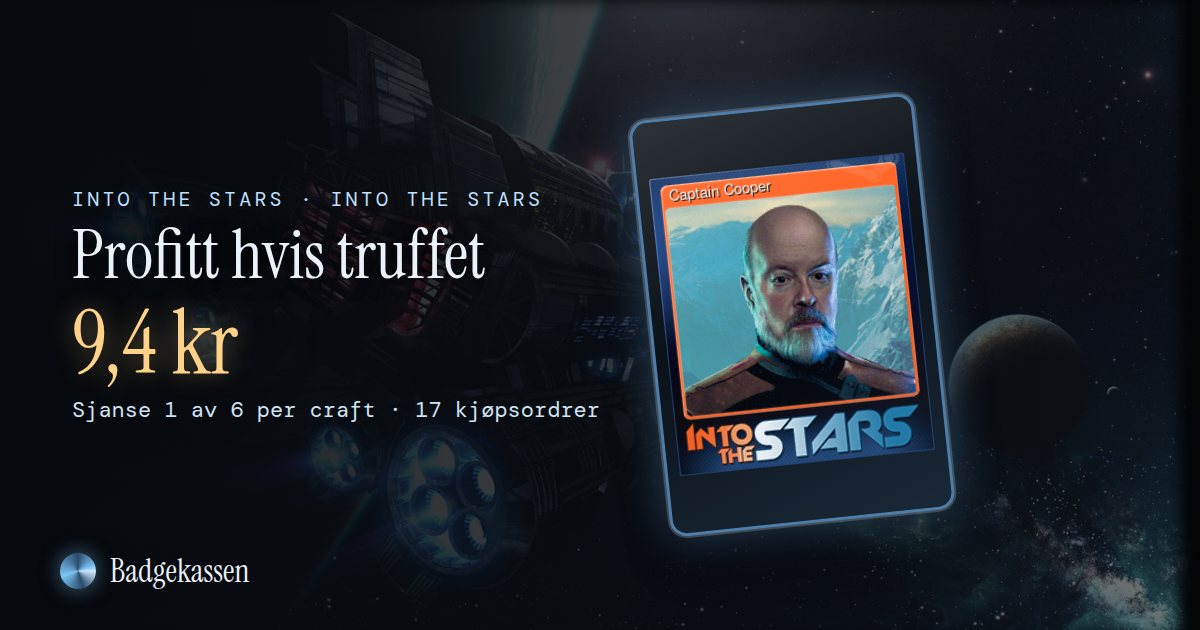 INTO THE STARS · INTO THE STARS
Profitt hvis truffet
9,4 kr
Sjanse 1 av 6 per craft · 17 kjøpsordrer
Captain Cooper
INTO
THE STARS
Badgekassen